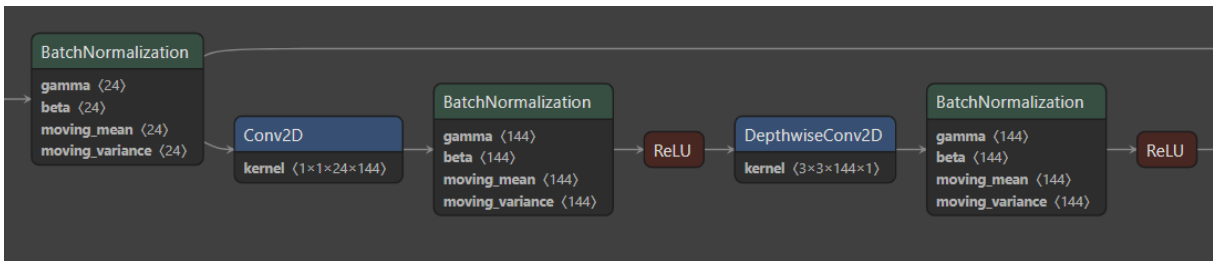 BatchNormalization
gamma ⟨24⟩
beta ⟨24⟩
moving_mean ⟨24⟩
moving_variance ⟨24⟩
Conv2D
kernel ⟨1×1×24×144⟩
BatchNormalization
gamma ⟨144⟩
beta ⟨144⟩
moving_mean ⟨144⟩
moving_variance ⟨144⟩
ReLU
DepthwiseConv2D
kernel ⟨3×3×144×1⟩
BatchNormalization
gamma ⟨144⟩
beta ⟨144⟩
moving_mean ⟨144⟩
moving_variance ⟨144⟩
ReLU